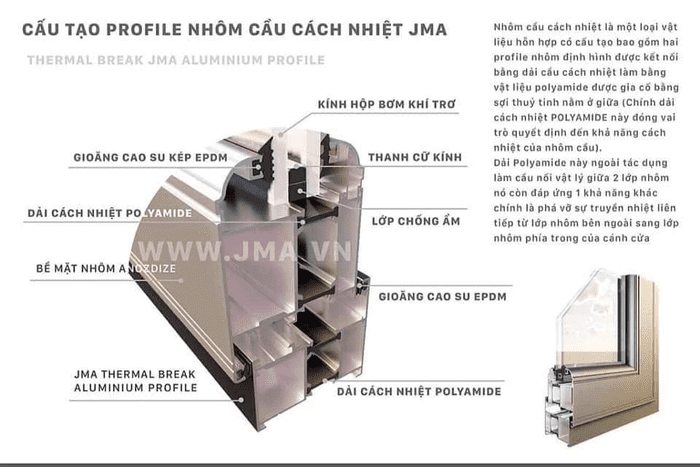 CẤU TẠO PROFILE NHÔM CẦU CÁCH NHIỆT JMA
THERMAL BREAK JMA ALUMINIUM PROFILE
KÍNH HỘP BƠM KHÍ TRƠ
GIOĂNG CAO SU KÉP EPDM
THANH CỮ KÍNH
DẢI CÁCH NHIỆT POLYAMIDE
LỚP CHỐNG ẨM
WWW.JMA.VN
BỀ MẶT NHÔM ANOZDIZE
GIOĂNG CAO SU EPDM
JMA THERMAL BREAK
ALUMINIUM PROFILE
DẢI CÁCH NHIỆT POLYAMIDE
Nhôm cầu cách nhiệt là một loại vật
liệu hỗn hợp có cấu tạo bao gồm hai
profile nhôm định hình được kết nối
bằng dải cầu cách nhiệt làm bằng
vật liệu polyamide được gia cố bằng
sợi thuỷ tinh nằm ở giữa (Chính dải
cách nhiệt POLYAMIDE này đóng vai
trò quyết định đến khả năng cách
nhiệt của nhôm cầu).
Dải Polyamide này ngoài tác dụng
làm cầu nối vật lý giữa 2 lớp nhôm
nó còn đáp ứng 1 khả năng khác
chính là phá vỡ sự truyền nhiệt liên
tiếp từ lớp nhôm bên ngoài sang lớp
nhôm phía trong của cánh cửa